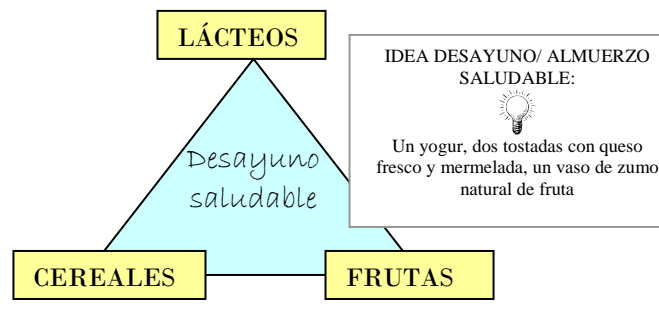 LÁCTEOS
IDEA DESAYUNO/ ALMUERZO
SALUDABLE:
Un yogur, dos tostadas con queso
fresco y mermelada, un vaso de zumo
natural de fruta
Desayuno
saludable
CEREALES
FRUTAS